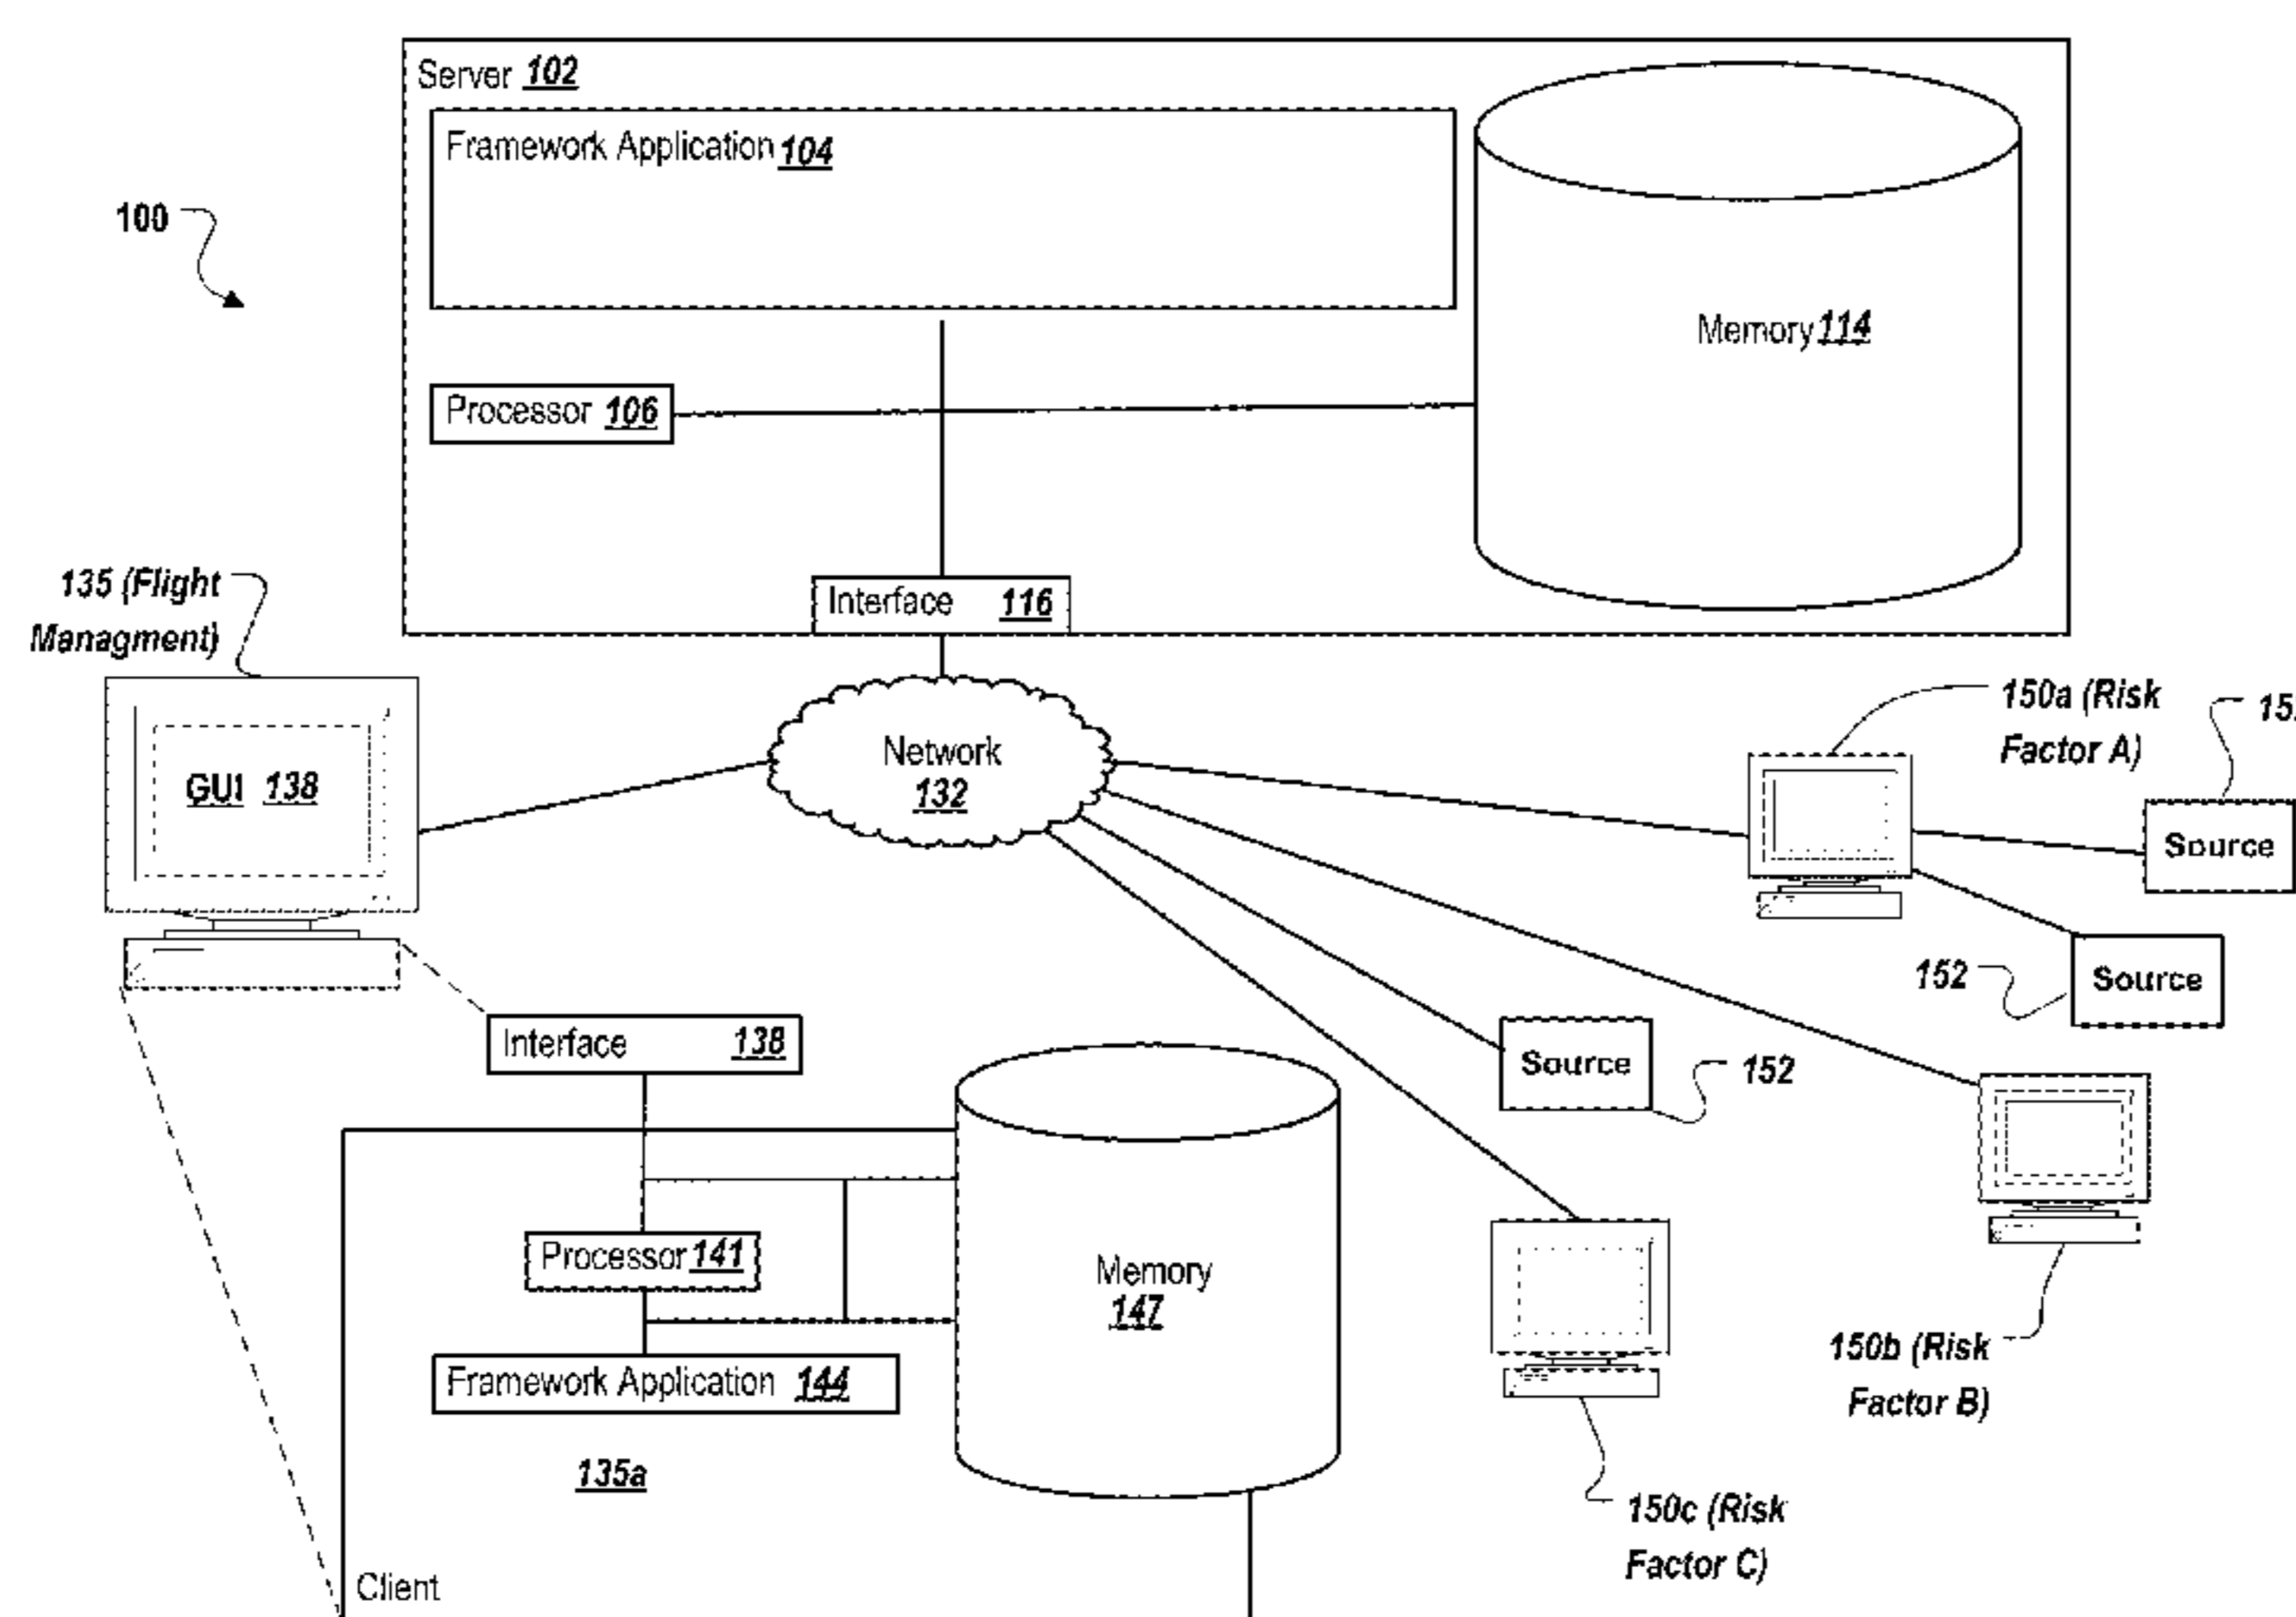 Server 102
Framework Application 104
100
Memory 114
Processor 106
135 (Flight
Managment)
Interface 116
150a (Risk
Factor A)
Network
132
GUI 138
Source
152
Source
Interface 138
Source
152
Processor 141
Memory
147
150b (Risk
Factor B)
Framework Application 144
135a
150c (Risk
Factor C)
Client